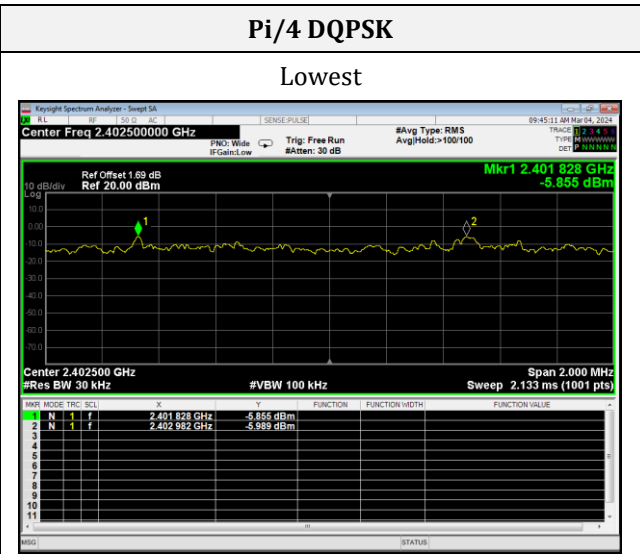 Pi/4 DQPSK
Lowest
Keysight Spectrum Analyzer - Swept SA
RL RF 50 Ω AC SENSE:PULSE 09:45:11 AM Mar 04, 2024
Center Freq 2.402500000 GHz
PNO: Wide Trig: Free Run #Avg Type: RMS TRACE 1 2 3 4 5 6
IFGain:Low #Atten: 30 dB Avg|Hold:>100/100 TYPE M WWWWW
DET P N N N N N
Mkr1 2.401 828 GHz
Ref Offset 1.69 dB
10 dB/div Ref 20.00 dBm -5.855 dBm
Log
10.0
0.00
-10.0
-20.0
-30.0
-40.0
-50.0
-60.0
-70.0
1
2
Center 2.402500 GHz Span 2.000 MHz
#Res BW 30 kHz #VBW 100 kHz Sweep 2.133 ms (1001 pts)
MKR MODE TRC SCL X Y FUNCTION FUNCTION WIDTH FUNCTION VALUE
1 N 1 f 2.401 828 GHz -5.855 dBm
2 N 1 f 2.402 982 GHz -5.989 dBm
3
4
5
6
7
8
9
10
11
MSG STATUS